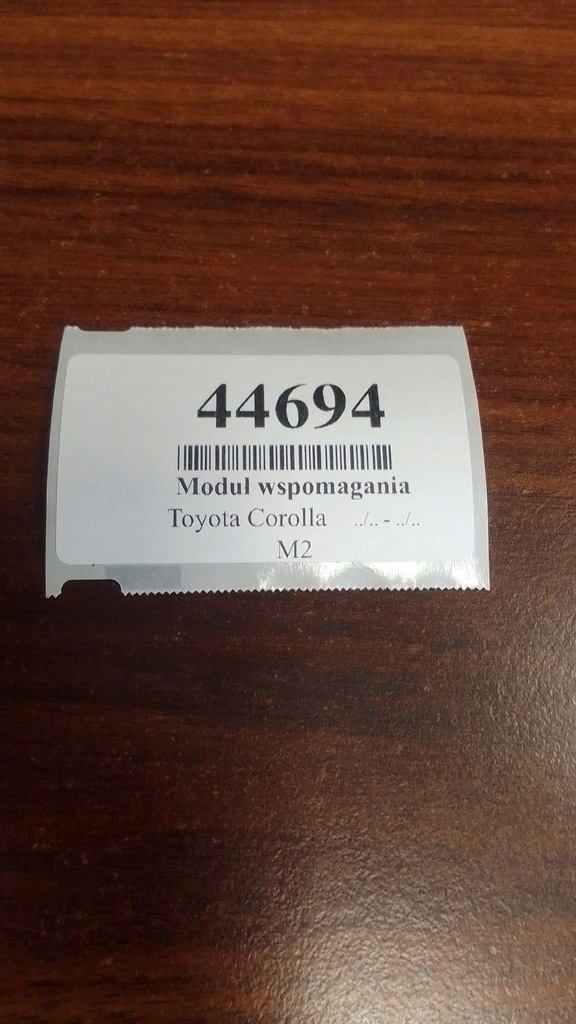 44694
Moduł wspomagania
Toyota Corolla ../.. - ../..
M2